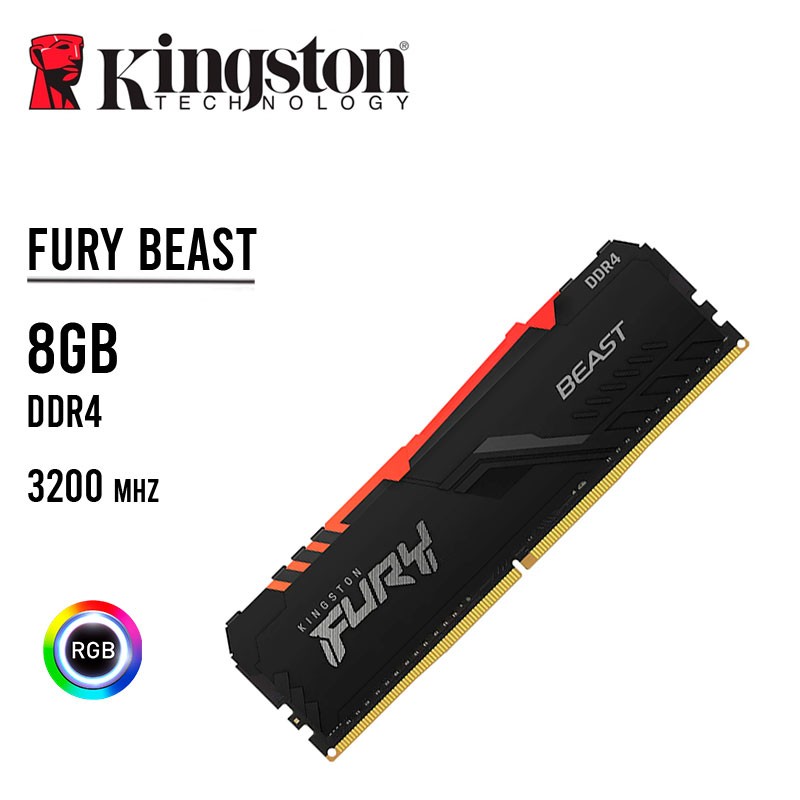 Kingston®
TECHNOLOGY
FURY BEAST
8GB
DDR4
3200 MHZ
RGB
DDR4
BEAST
KINGSTON
FURY